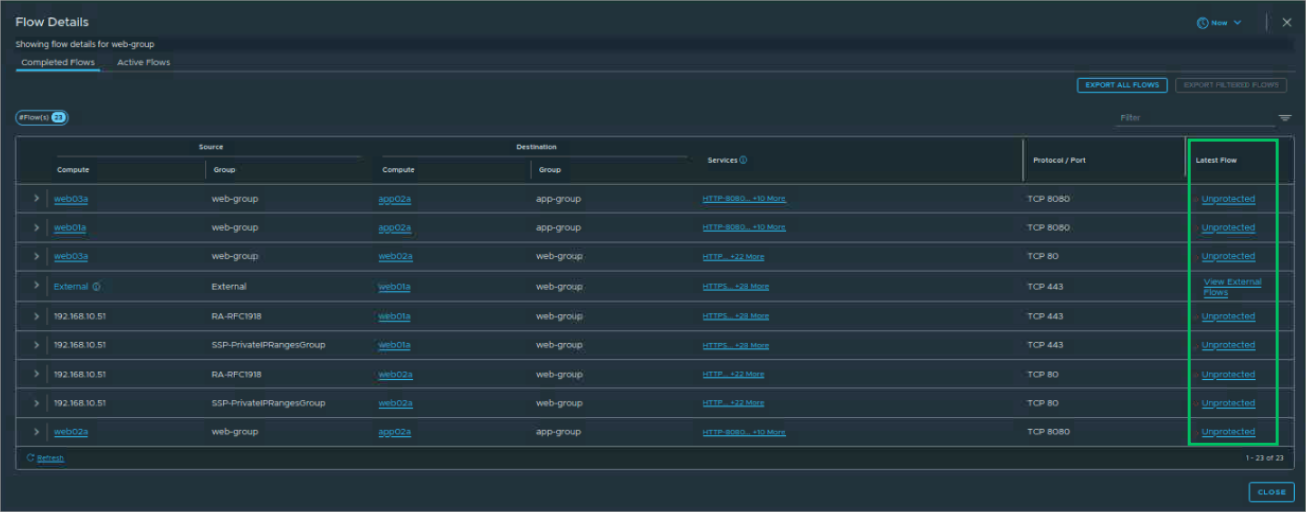 Flow Details
Now
Showing flow details for web-group
Completed Flows Active Flows
EXPORT ALL FLOWS EXPORT FILTERED FLOWS
#Flow(s) 23
Filter
Source Destination
Services Protocol / Port Latest Flow
Compute Group Compute Group
web03a web-group app02a app-group HTTP-8080... +10 More TCP 8080 Unprotected
web01a web-group app02a app-group HTTP-8080... +10 More TCP 8080 Unprotected
web03a web-group web02a web-group HTTP... +22 More TCP 80 Unprotected
External External web01a web-group HTTPS... +28 More TCP 443 View External
Flows
192.168.10.51 RA-RFC1918 web01a web-group HTTPS... +28 More TCP 443 Unprotected
192.168.10.51 SSP-PrivateIPRangesGroup web01a web-group HTTPS... +28 More TCP 443 Unprotected
192.168.10.51 RA-RFC1918 web02a web-group HTTP... +22 More TCP 80 Unprotected
192.168.10.51 SSP-PrivateIPRangesGroup web02a web-group HTTP... +22 More TCP 80 Unprotected
web02a web-group app02a app-group HTTP-8080... +10 More TCP 8080 Unprotected
Refresh 1 - 23 of 23
CLOSE